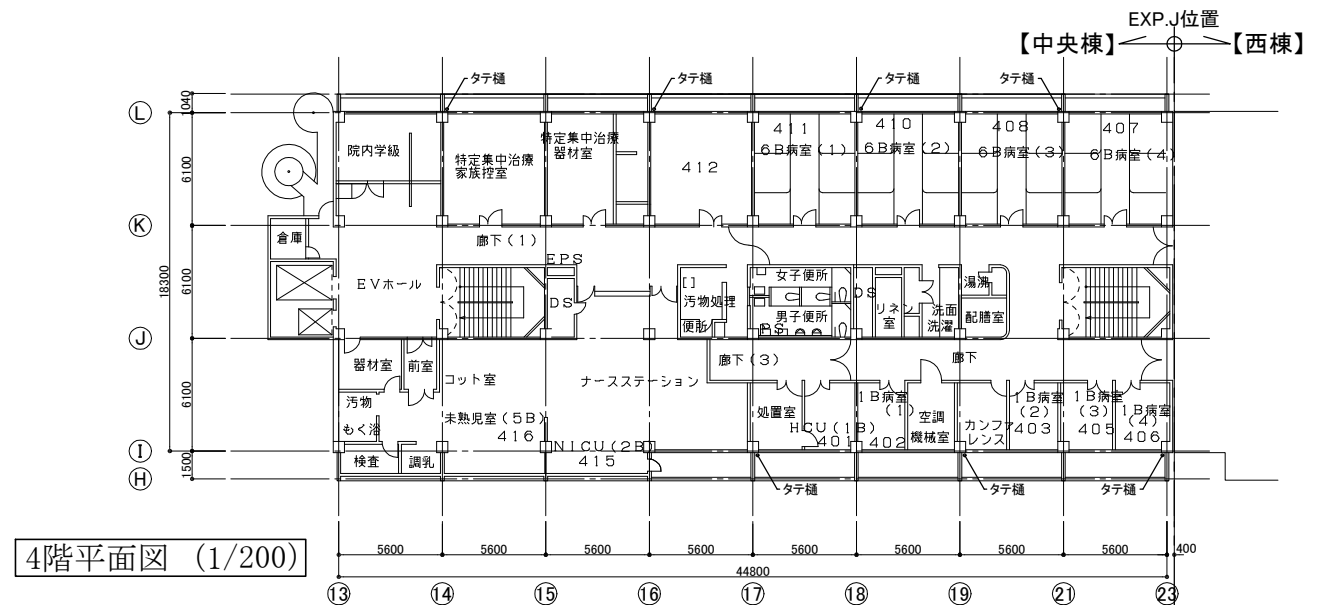 EXP.J位置
【中央棟】
【西棟】
タテ樋
タテ樋
タテ樋
タテ樋
L
1040
院内学級
特定集中治療
家族控室
特定集中治療
器材室
412
411
6B病室(1)
410
6B病室(2)
408
6B病室(3)
407
6B病室(4)
6100
K
倉庫
廊下(1)
EPS
EVホール
DS
[]
汚物処理
便所
女子便所
男子便所
PS
DS
リネン
室
洗面
洗濯
湯沸
配膳室
18300
6100
J
器材室
前室
コット室
ナースステーション
廊下(3)
廊下
汚物
もく浴
未熟児室(5B)
416
NICU(2B)
415
処置室
HCU(1B)
401
1B病室
(1)
402
空調
機械室
カンファ
レンス
1B病室
(2)
403
1B病室
(3)
405
1B病室
(4)
406
6100
I
検査
調乳
1500
H
タテ樋
タテ樋
タテ樋
4階平面図 (1/200)
5600
5600
5600
5600
5600
5600
5600
5600
400
44800
13
14
15
16
17
18
19
21
23